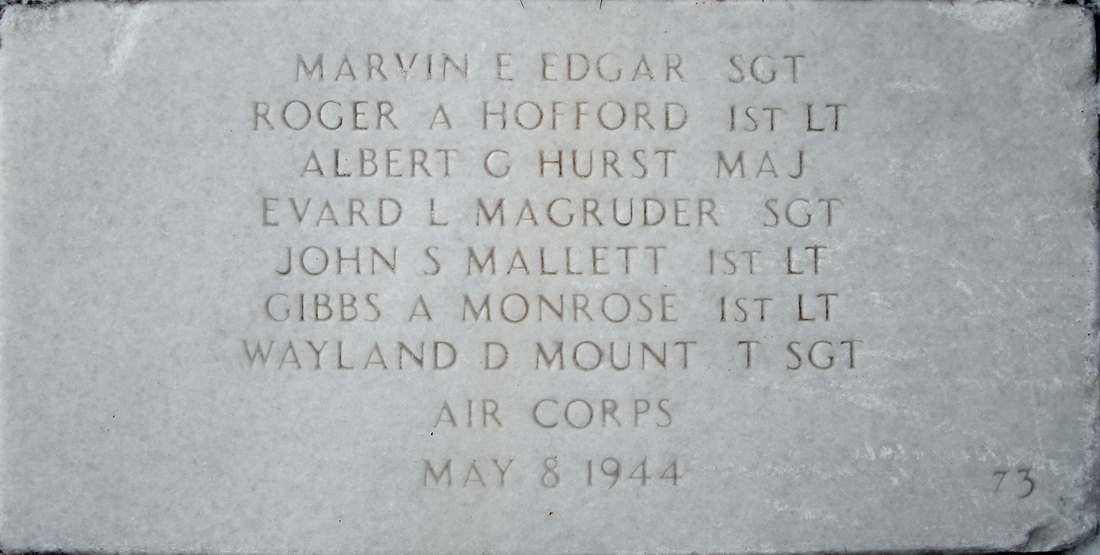 MARVIN E EDGAR SGT
ROGER A HOFFORD 1ST LT
ALBERT G HURST MAJ
EVARD L MAGRUDER SGT
JOHN S MALLETT 1ST LT
GIBBS A MONROSE 1ST LT
WAYLAND D MOUNT T SGT
AIR CORPS
MAY 8 1944
73